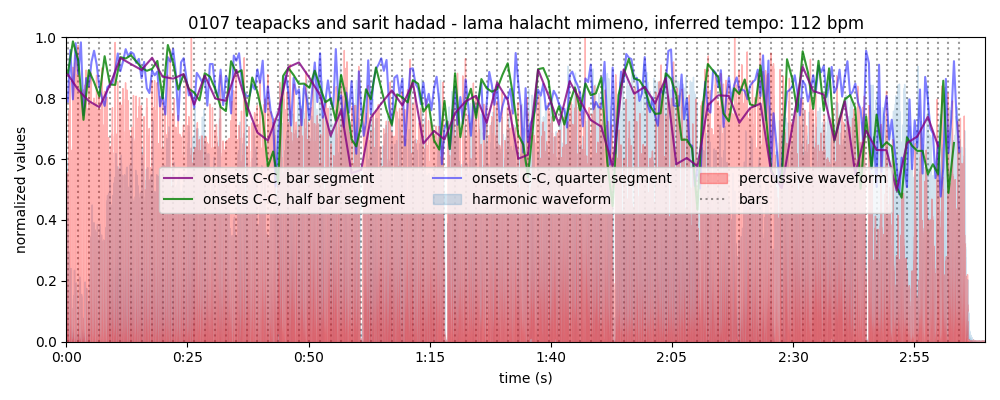 0107 teapacks and sarit hadad - lama halacht mimeno, inferred tempo: 112 bpm
normalized values
1.0
0.8
0.6
0.4
0.2
0.0
onsets C-C, bar segment
onsets C-C, half bar segment
onsets C-C, quarter segment
harmonic waveform
percussive waveform
bars
0:00 0:25 0:50 1:15 1:40 2:05 2:30 2:55
time (s)